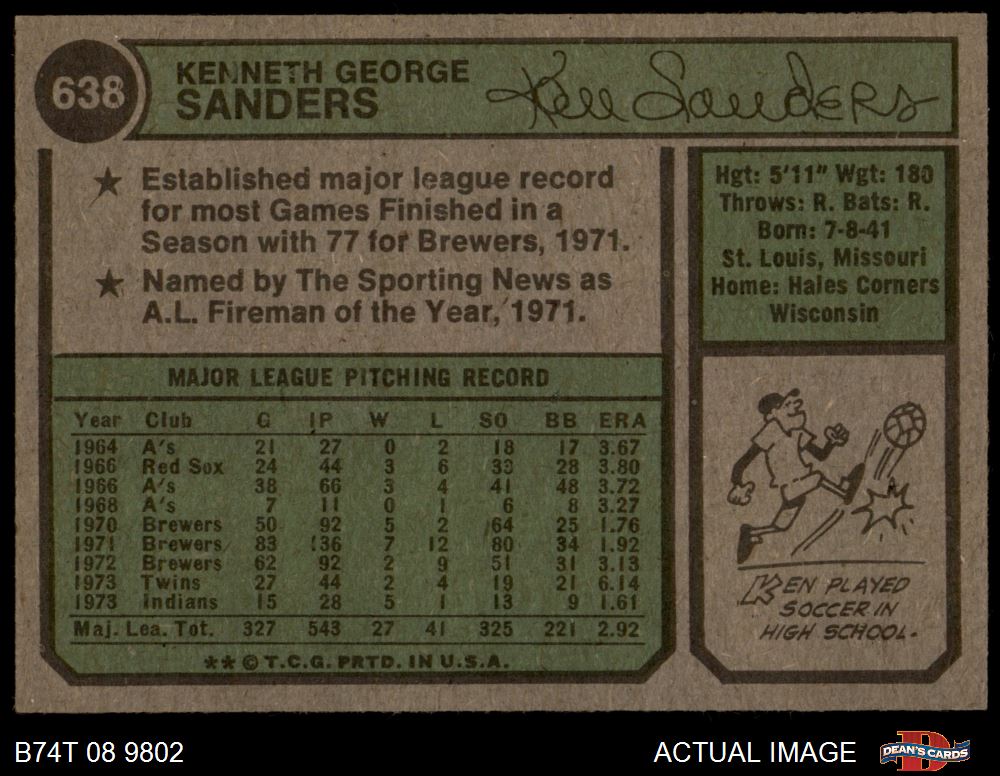 638
KENNETH GEORGE
SANDERS
Ken Sanders
★ Established major league record
for most Games Finished in a
Season with 77 for Brewers, 1971.
★ Named by The Sporting News as
A.L. Fireman of the Year, 1971.
Hgt: 5'11" Wgt: 180
Throws: R. Bats: R.
Born: 7-8-41
St. Louis, Missouri
Home: Hales Corners
Wisconsin
MAJOR LEAGUE PITCHING RECORD
Year Club G IP W L SO BB ERA
1964 A's 21 27 0 2 18 17 3.67
1966 Red Sox 24 44 3 6 33 28 3.80
1966 A's 38 66 3 4 41 48 3.72
1968 A's 7 11 0 1 6 8 3.27
1970 Brewers 50 92 5 2 64 25 1.76
1971 Brewers 83 136 7 12 80 34 1.92
1972 Brewers 62 92 2 9 51 31 3.13
1973 Twins 27 44 2 4 19 21 6.14
1973 Indians 15 28 5 1 13 9 1.61
Maj. Lea. Tot. 327 543 27 41 325 221 2.92
** © T.C.G. PRTD. IN U.S.A.
KEN PLAYED
SOCCER IN
HIGH SCHOOL.
B74T 08 9802
ACTUAL IMAGE
D
DEAN'S CARDS